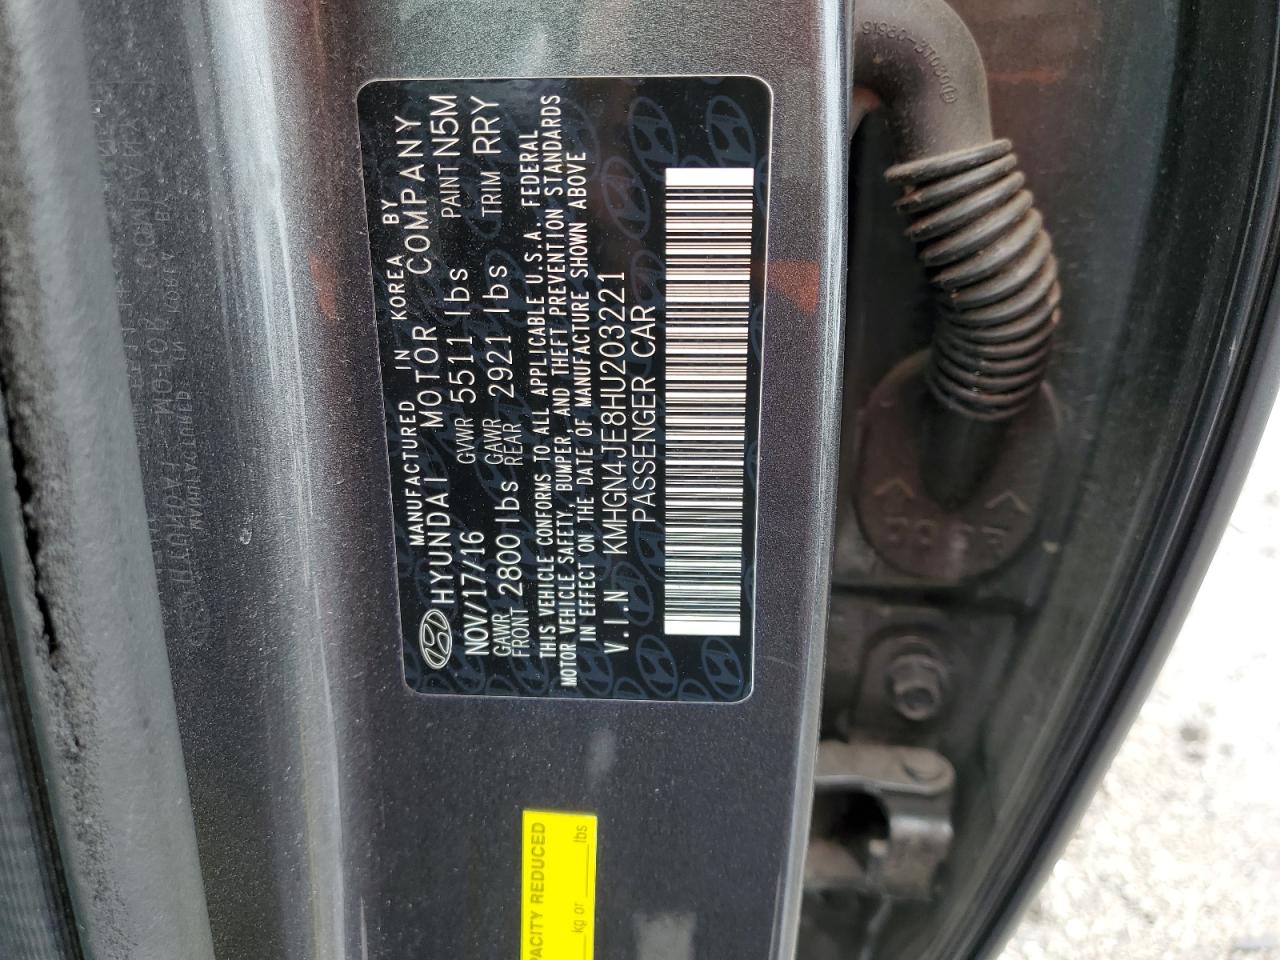 MANUFACTURED IN KOREA BY
HYUNDAI MOTOR COMPANY
NOV/17/16 GVWR 5511 lbs PAINT N5M
GAWR FRONT 2800 lbs GAWR REAR 2921 lbs TRIM RRY
THIS VEHICLE CONFORMS TO ALL APPLICABLE U.S.A. FEDERAL
MOTOR VEHICLE SAFETY, BUMPER, AND THEFT PREVENTION STANDARDS
IN EFFECT ON THE DATE OF MANUFACTURE SHOWN ABOVE
V.I.N KMHGN4JE8HU203221
PASSENGER CAR
PACITY REDUCED
kg or lbs